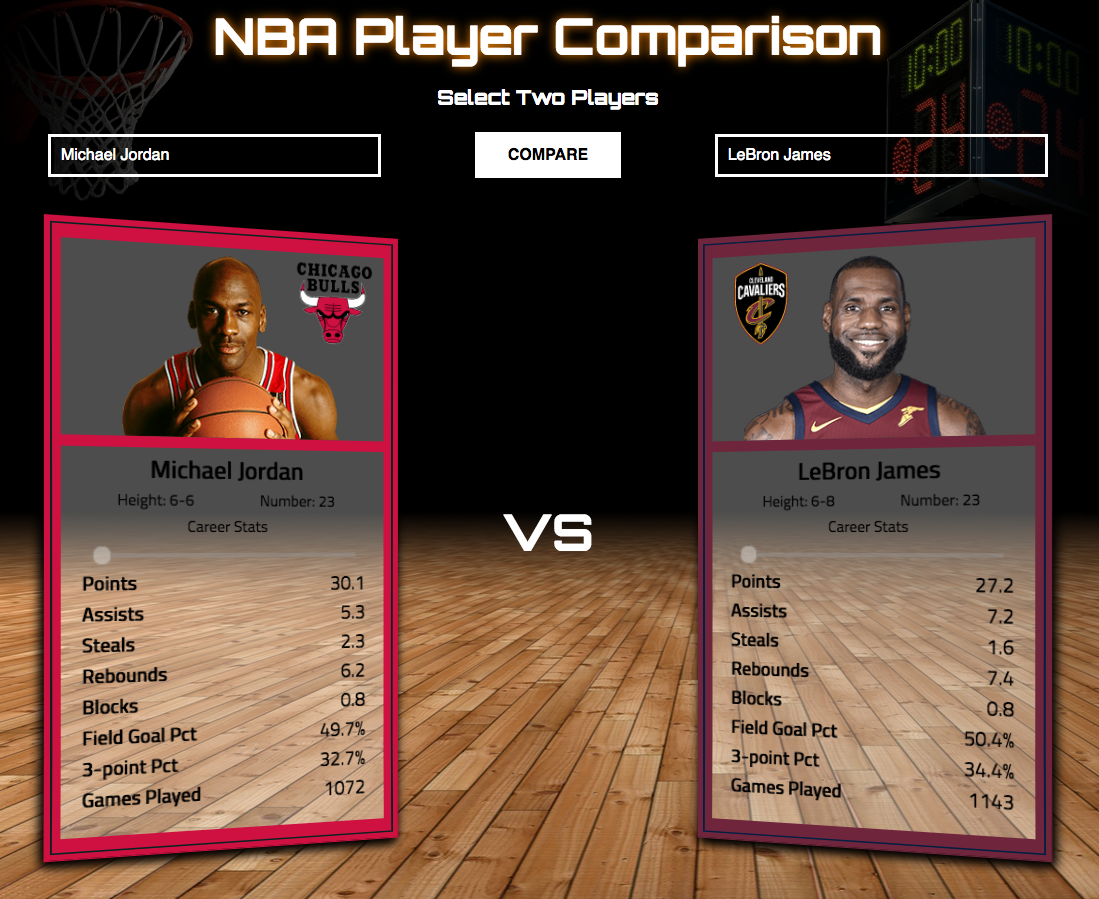 NBA Player Comparison
10:00
10:00
24
24
Select Two Players
Michael Jordan
COMPARE
LeBron James
CHICAGO
BULLS
CLEVELAND
CAVALIERS
C
Michael Jordan
Height: 6-6 Number: 23
Career Stats
Points 30.1
Assists 5.3
Steals 2.3
Rebounds 6.2
Blocks 0.8
Field Goal Pct 49.7%
3-point Pct 32.7%
Games Played 1072
VS
LeBron James
Height: 6-8 Number: 23
Career Stats
Points 27.2
Assists 7.2
Steals 1.6
Rebounds 7.4
Blocks 0.8
Field Goal Pct 50.4%
3-point Pct 34.4%
Games Played 1143